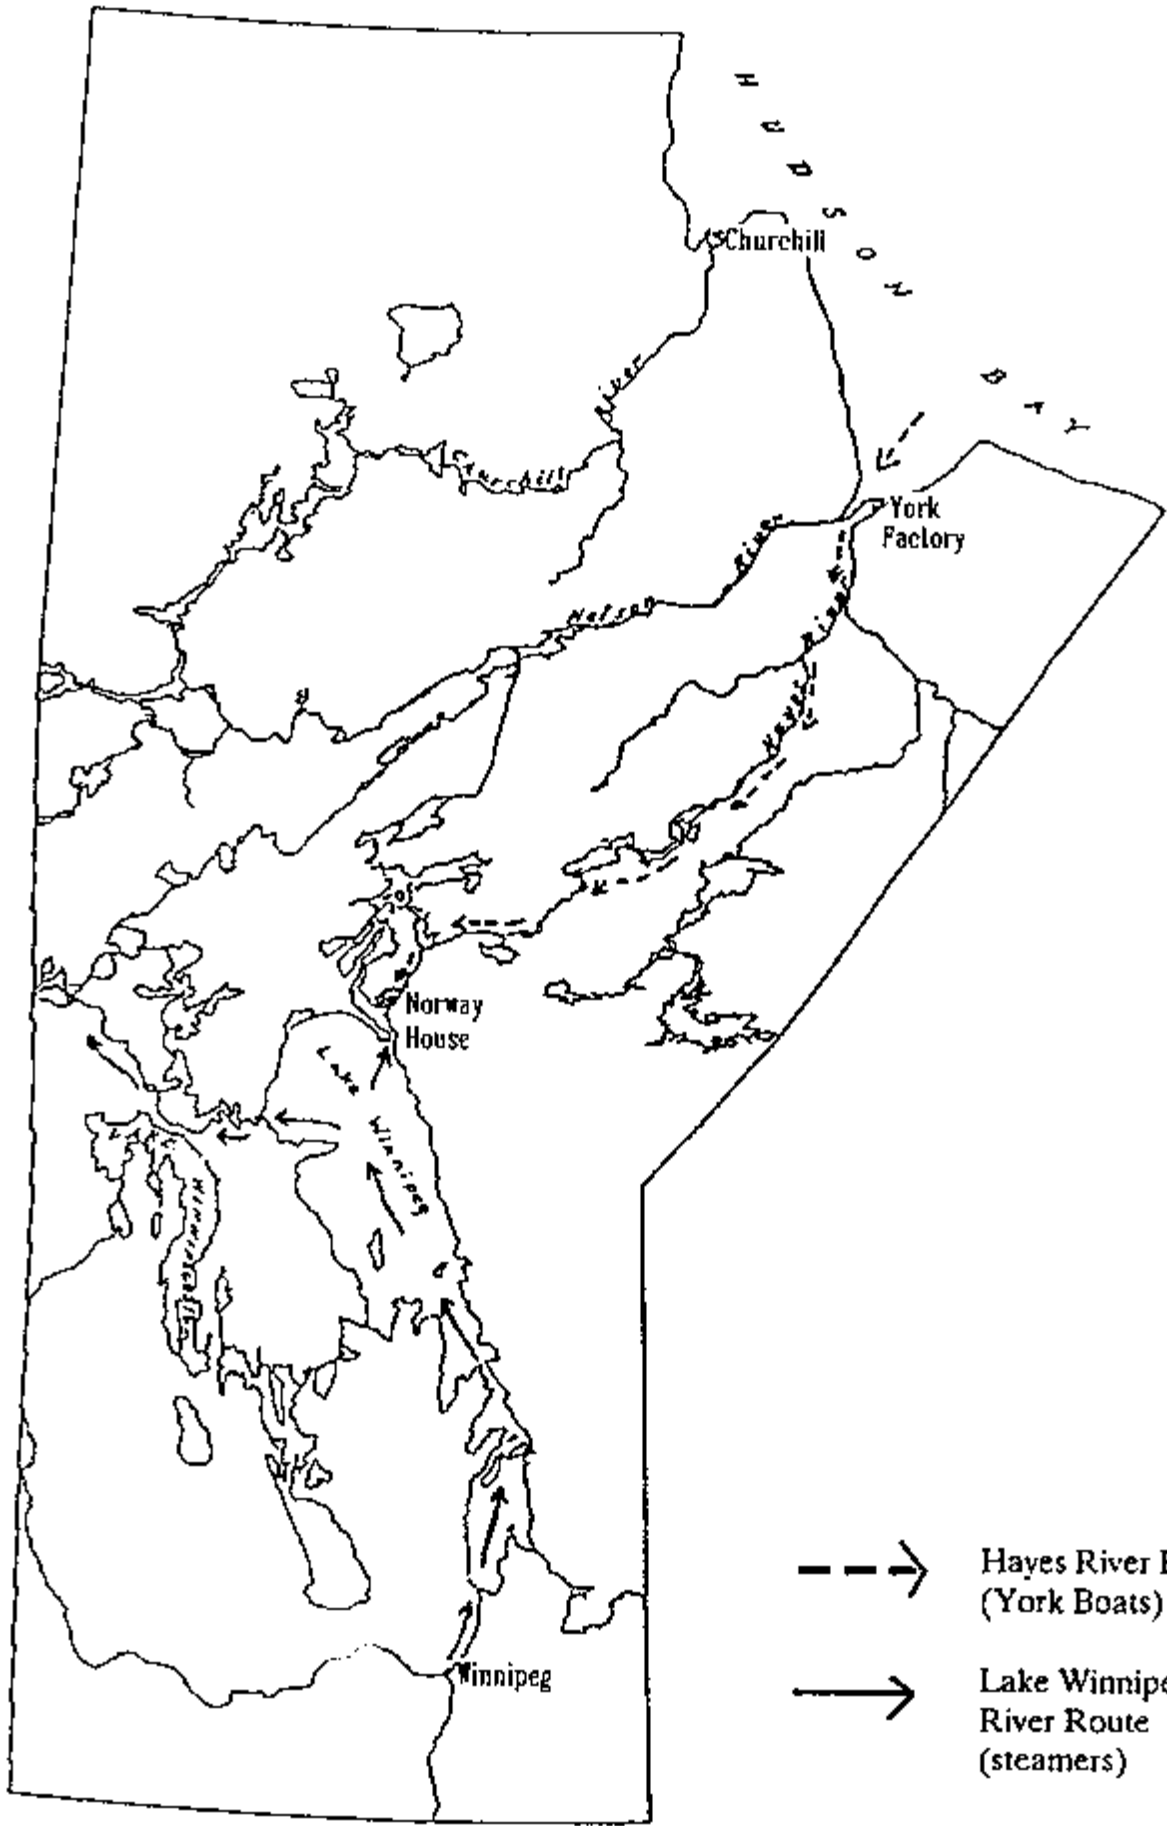 HUDSON
BAY
Churchill
Churchill River
York
Factory
Nelson River
Hayes River
Norway
House
Lake Winnipeg
LAKE
WINNIPEGOSIS
Winnipeg
Hayes River
(York Boats)
Lake Winnipe
River Route
(steamers)